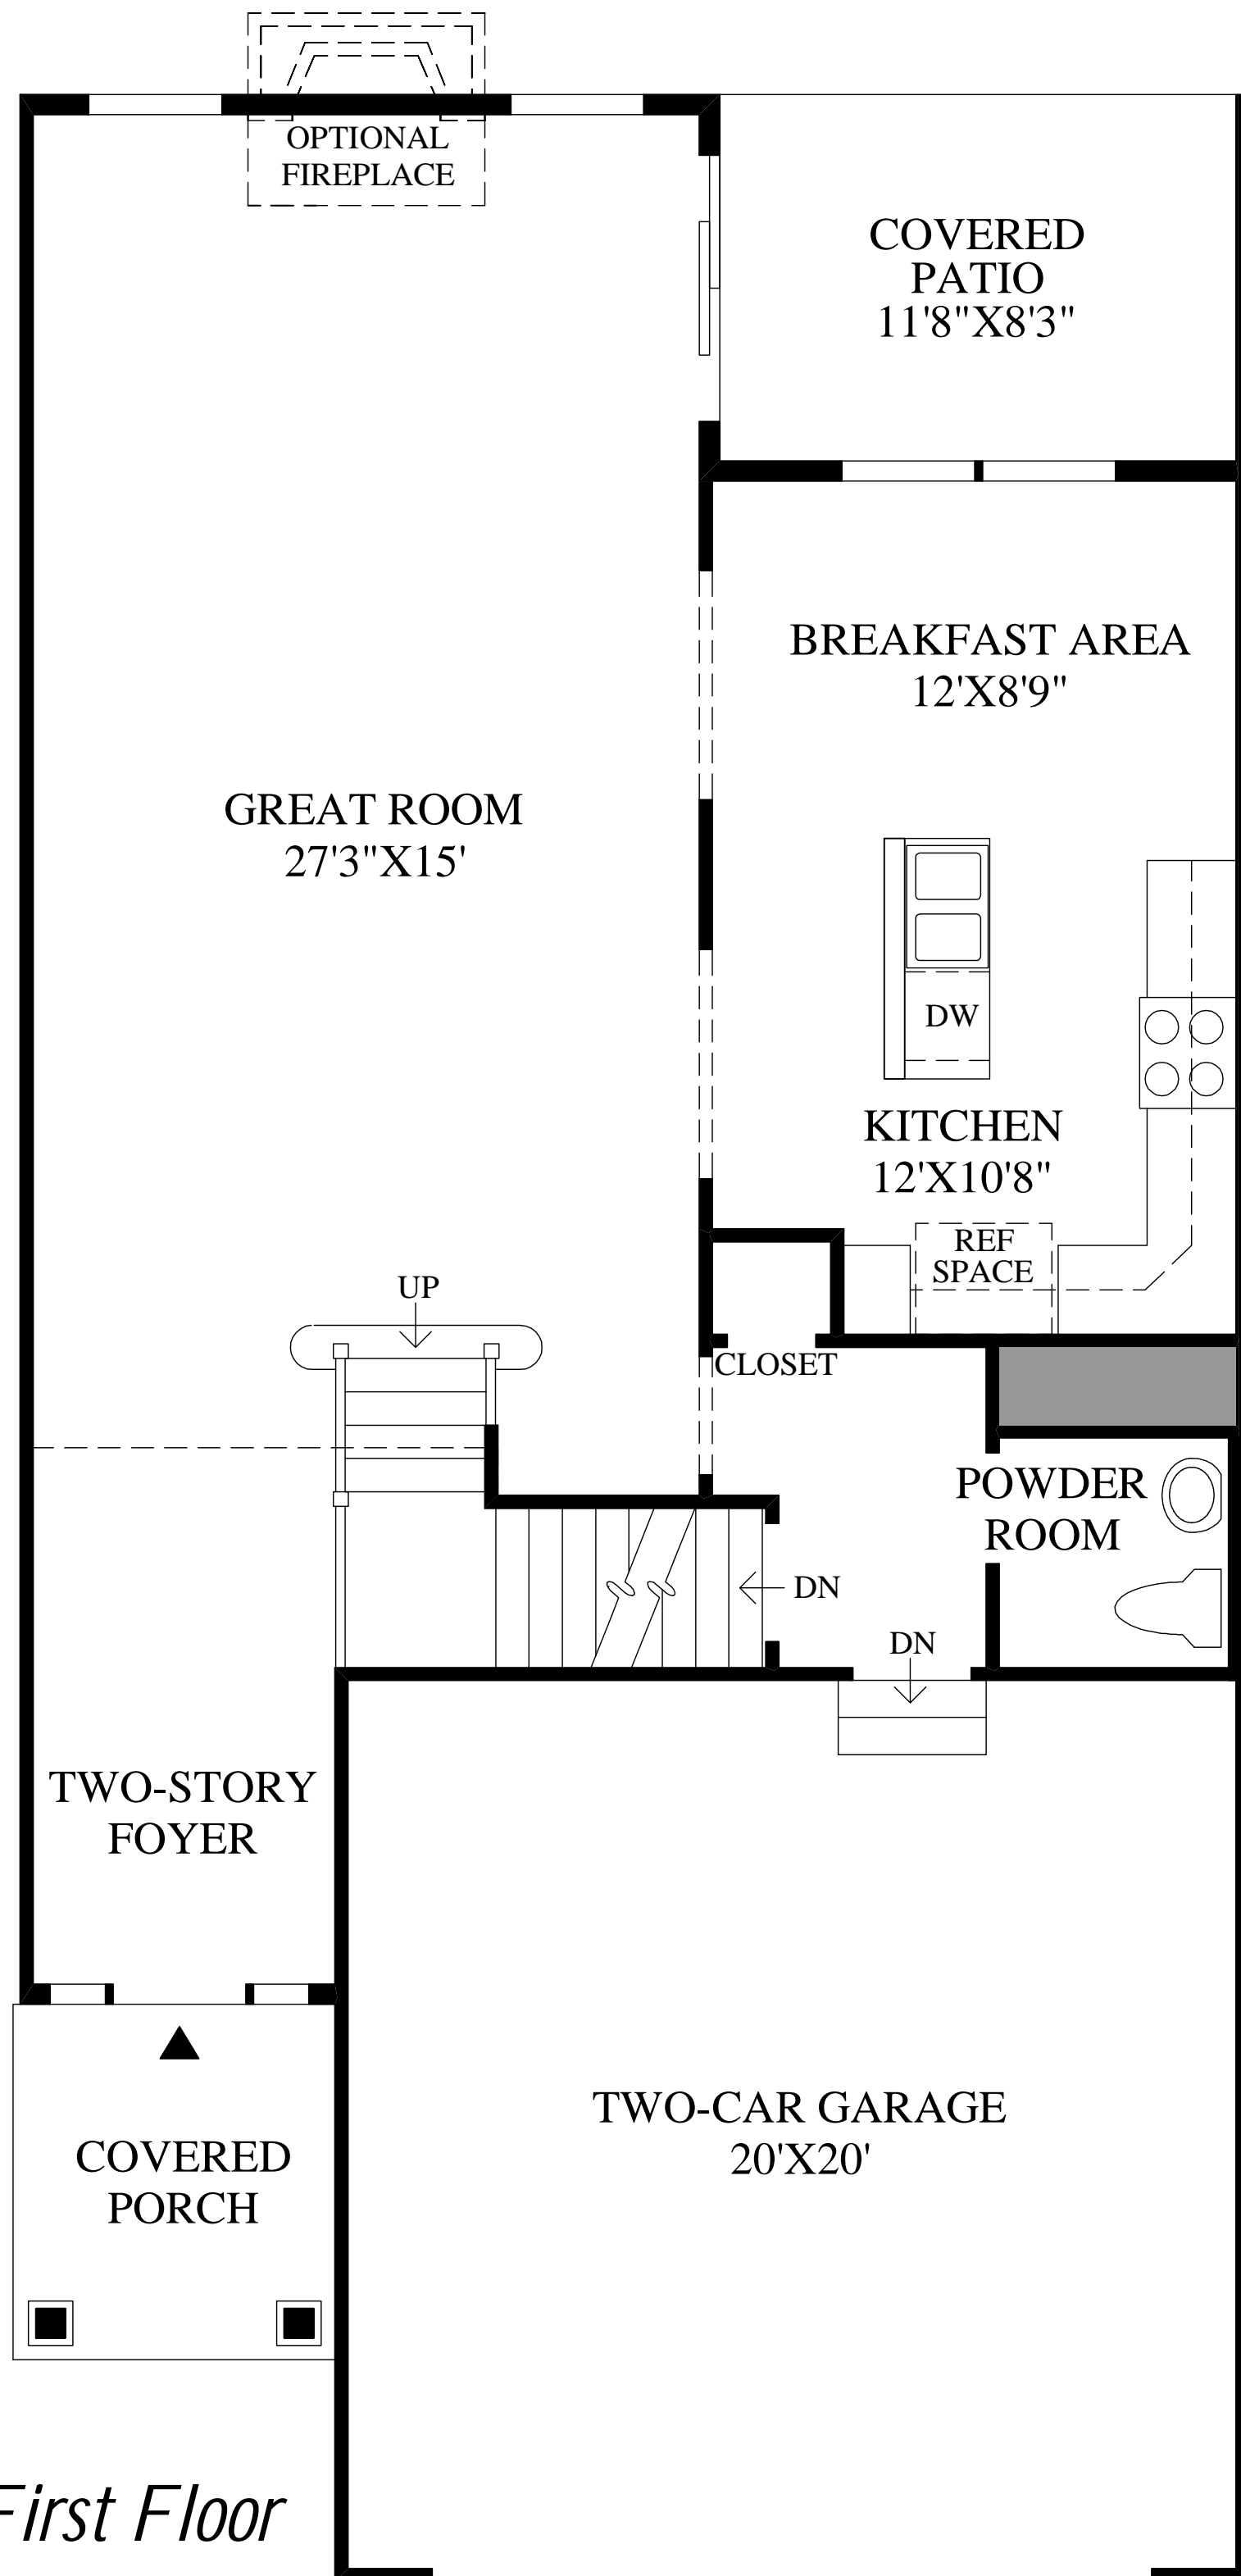 OPTIONAL
FIREPLACE
COVERED
PATIO
11'8"X8'3"
BREAKFAST AREA
12'X8'9"
GREAT ROOM
27'3"X15'
DW
KITCHEN
12'X10'8"
REF
SPACE
UP
CLOSET
POWDER
ROOM
DN
DN
TWO-STORY
FOYER
TWO-CAR GARAGE
20'X20'
COVERED
PORCH
First Floor